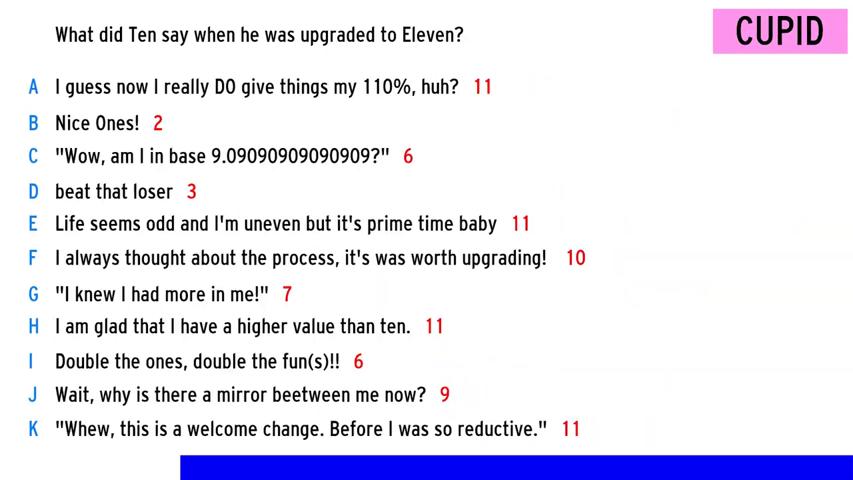 What did Ten say when he was upgraded to Eleven?
CUPID
A I guess now I really DO give things my 110%, huh? 11
B Nice Ones! 2
C "Wow, am I in base 9.09090909090909?" 6
D beat that loser 3
E Life seems odd and I'm uneven but it's prime time baby 11
F I always thought about the process, it's was worth upgrading! 10
G "I knew I had more in me!" 7
H I am glad that I have a higher value than ten. 11
I Double the ones, double the fun(s)!! 6
J Wait, why is there a mirror beetween me now? 9
K "Whew, this is a welcome change. Before I was so reductive." 11